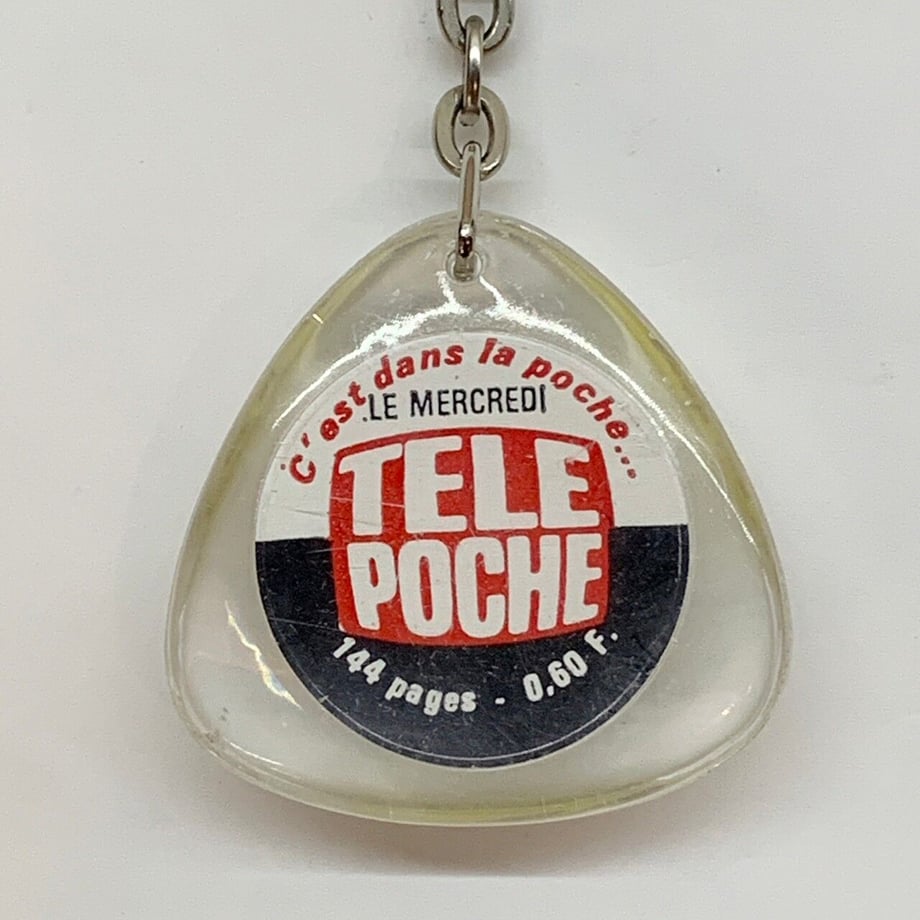 C'est dans la poche...
LE MERCREDI
TELE
POCHE
144 pages - 0,60 F.